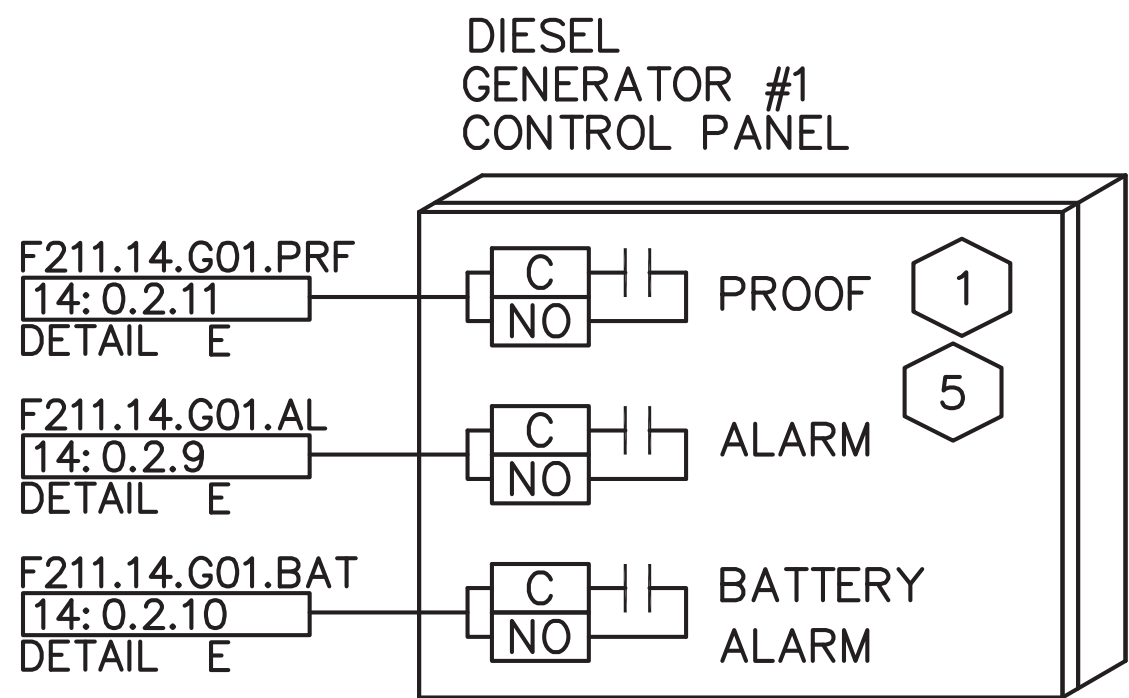 DIESEL
GENERATOR #1
CONTROL PANEL
F211.14.G01.PRF
14: 0.2.11
DETAIL E
C
NO
PROOF
1
5
F211.14.G01.AL
14: 0.2.9
DETAIL E
C
NO
ALARM
F211.14.G01.BAT
14: 0.2.10
DETAIL E
C
NO
BATTERY
ALARM